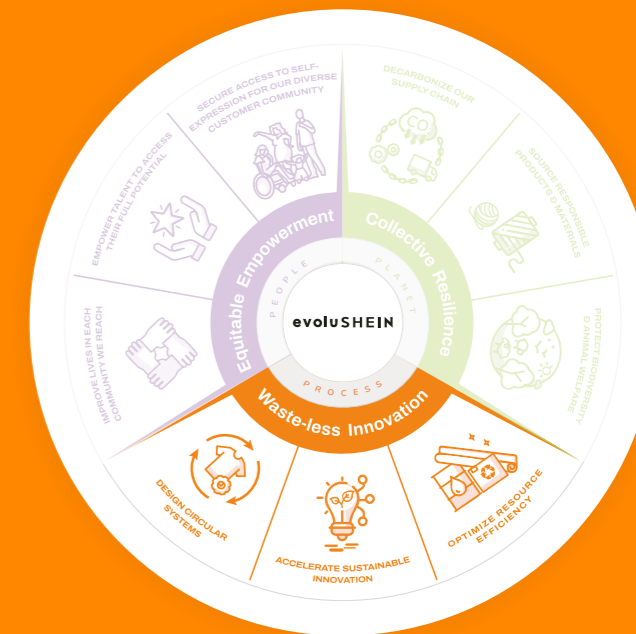 SECURE ACCESS TO SELF-
EXPRESSION FOR OUR DIVERSE
CUSTOMER COMMUNITY
DECARBONIZE OUR
SUPPLY CHAIN
CO2
EMPOWER TALENT TO ACCESS
THEIR FULL POTENTIAL
SOURCE RESPONSIBLE
PRODUCTS & MATERIALS
Equitable Empowerment
Collective Resilience
PEOPLE
PLANET
evoluSHEIN
IMPROVE LIVES IN EACH
COMMUNITY WE REACH
PROTECT BIODIVERSITY
& ANIMAL WELFARE
PROCESS
Waste-less Innovation
DESIGN CIRCULAR
SYSTEMS
ACCELERATE SUSTAINABLE
INNOVATION
OPTIMIZE RESOURCE
EFFICIENCY